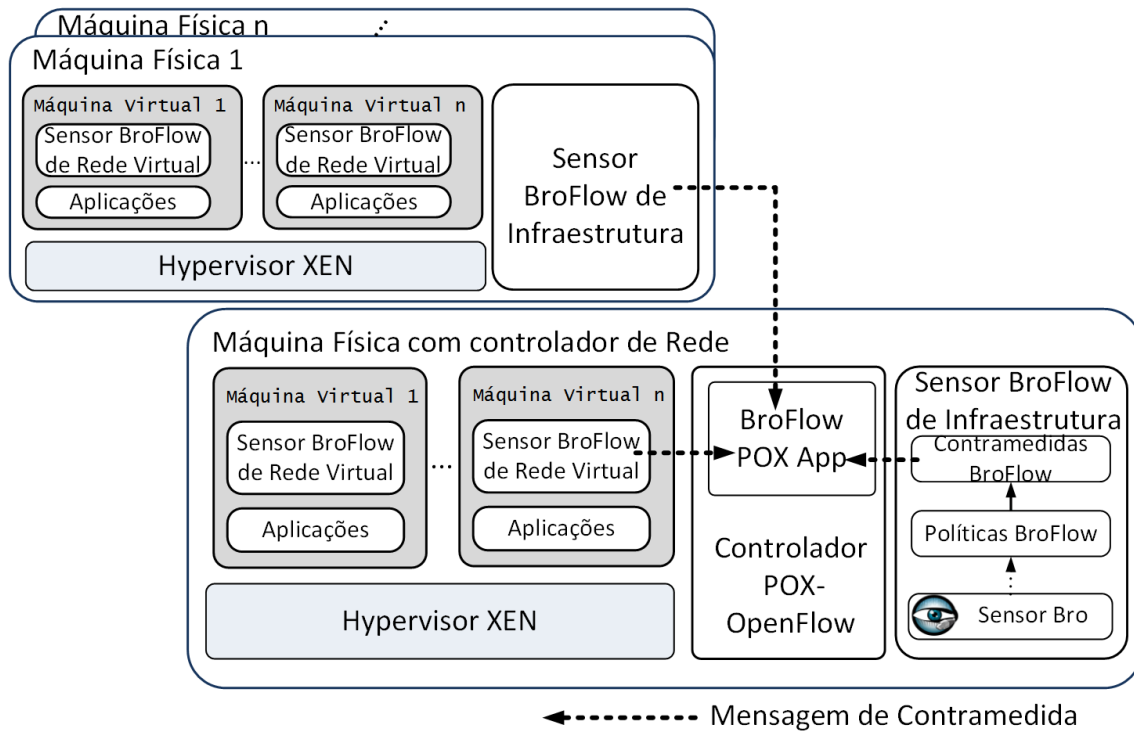 Máquina Física n
Máquina Física 1
Máquina Virtual 1
Sensor BroFlow
de Rede Virtual
Aplicações
...
Máquina Virtual n
Sensor BroFlow
de Rede Virtual
Aplicações
Hypervisor XEN
Sensor
BroFlow de
Infraestrutura
Máquina Física com controlador de Rede
Máquina Virtual 1
Sensor BroFlow
de Rede Virtual
Aplicações
...
Máquina Virtual n
Sensor BroFlow
de Rede Virtual
Aplicações
Hypervisor XEN
BroFlow
POX App
Controlador
POX-
OpenFlow
Sensor BroFlow
de Infraestrutura
Contramedidas
BroFlow
Políticas BroFlow
Sensor Bro
Mensagem de Contramedida